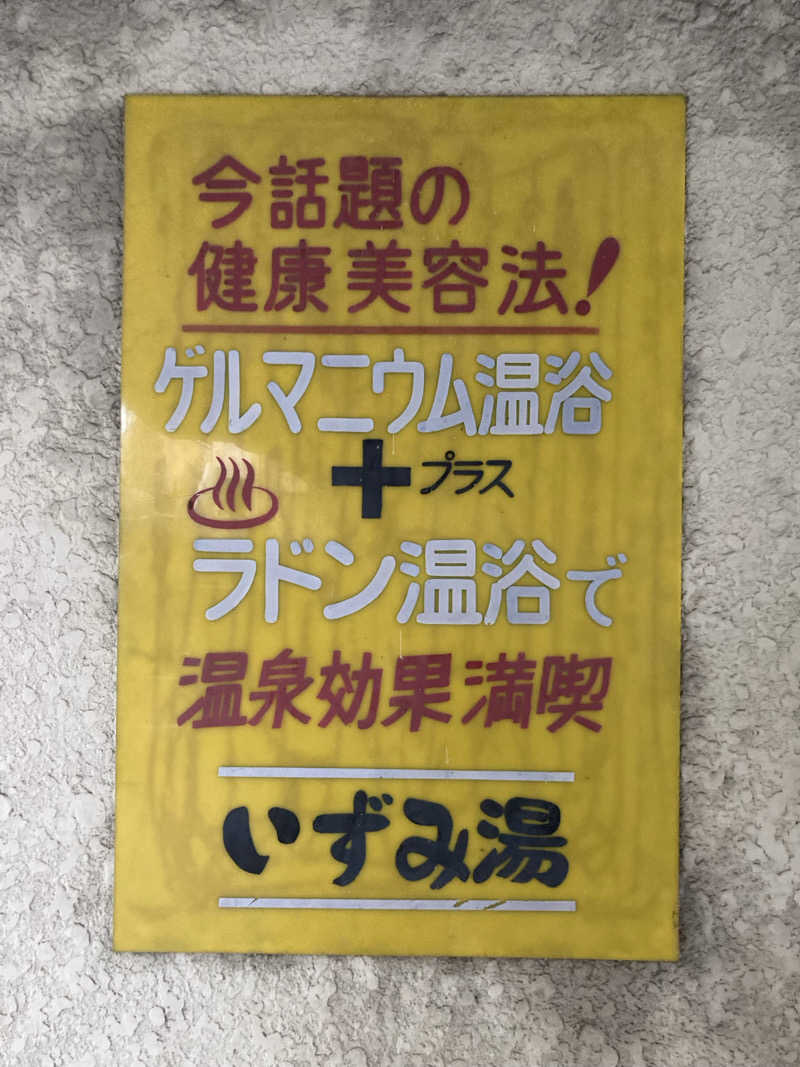 今話題の
健康美容法!
ゲルマニウム温浴
♨ ➕プラス
ラドン温浴で
温泉効果満喫
いずみ湯